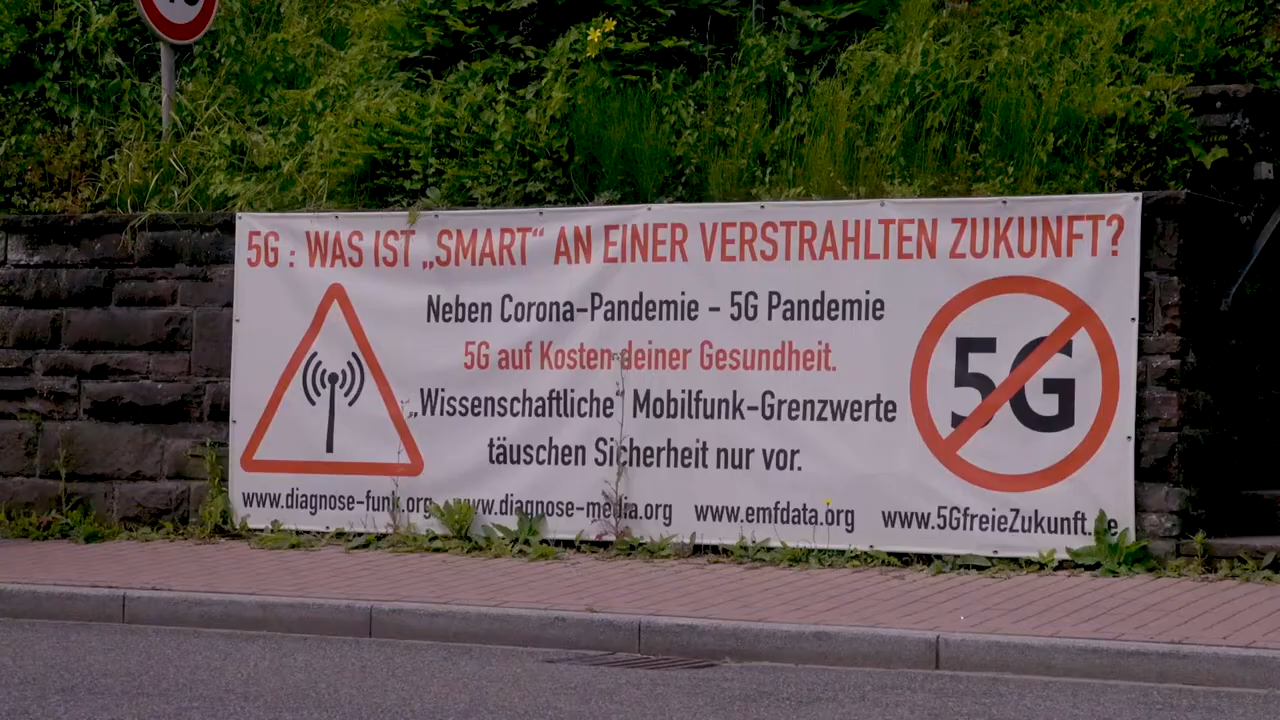 5G : WAS IST „SMART“ AN EINER VERSTRAHLTEN ZUKUNFT?
Neben Corona-Pandemie - 5G Pandemie
5G auf Kosten deiner Gesundheit.
„Wissenschaftliche“ Mobilfunk-Grenzwerte
täuschen Sicherheit nur vor.
5G
www.diagnose-funk.org www.diagnose-media.org www.emfdata.org www.5GfreieZukunft.de